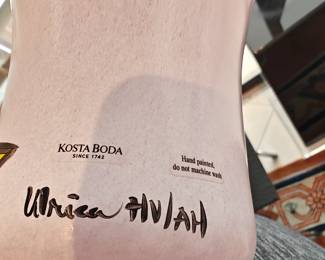 KOSTA BODA
SINCE 1742
Hand painted,
do not machine wash
Ulrica HV/AH